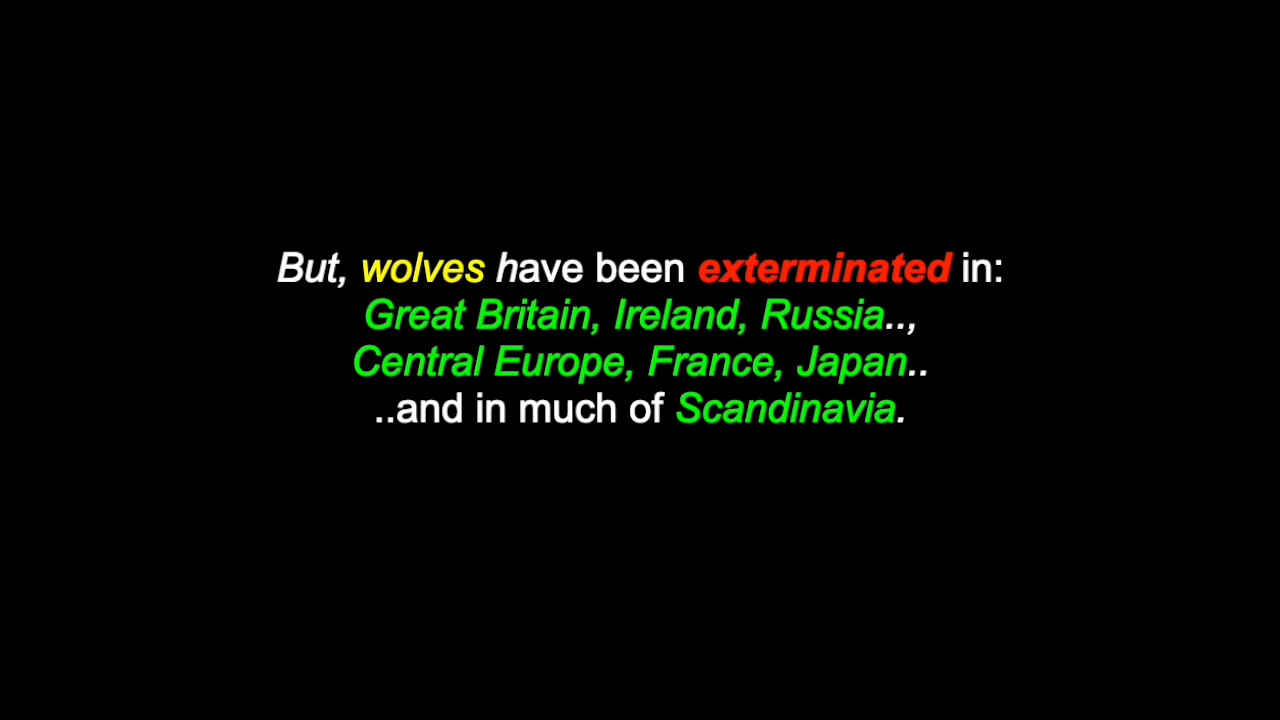 But, wolves have been exterminated in:
Great Britain, Ireland, Russia..,
Central Europe, France, Japan..
..and in much of Scandinavia.